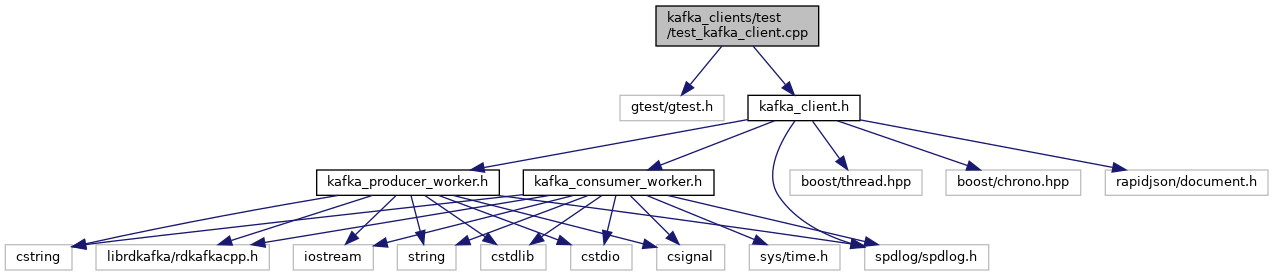 kafka_clients/test
/test_kafka_client.cpp
gtest/gtest.h
kafka_client.h
kafka_producer_worker.h
kafka_consumer_worker.h
boost/thread.hpp
boost/chrono.hpp
rapidjson/document.h
cstring
librdkafka/rdkafkacpp.h
iostream
string
cstdlib
cstdio
csignal
sys/time.h
spdlog/spdlog.h